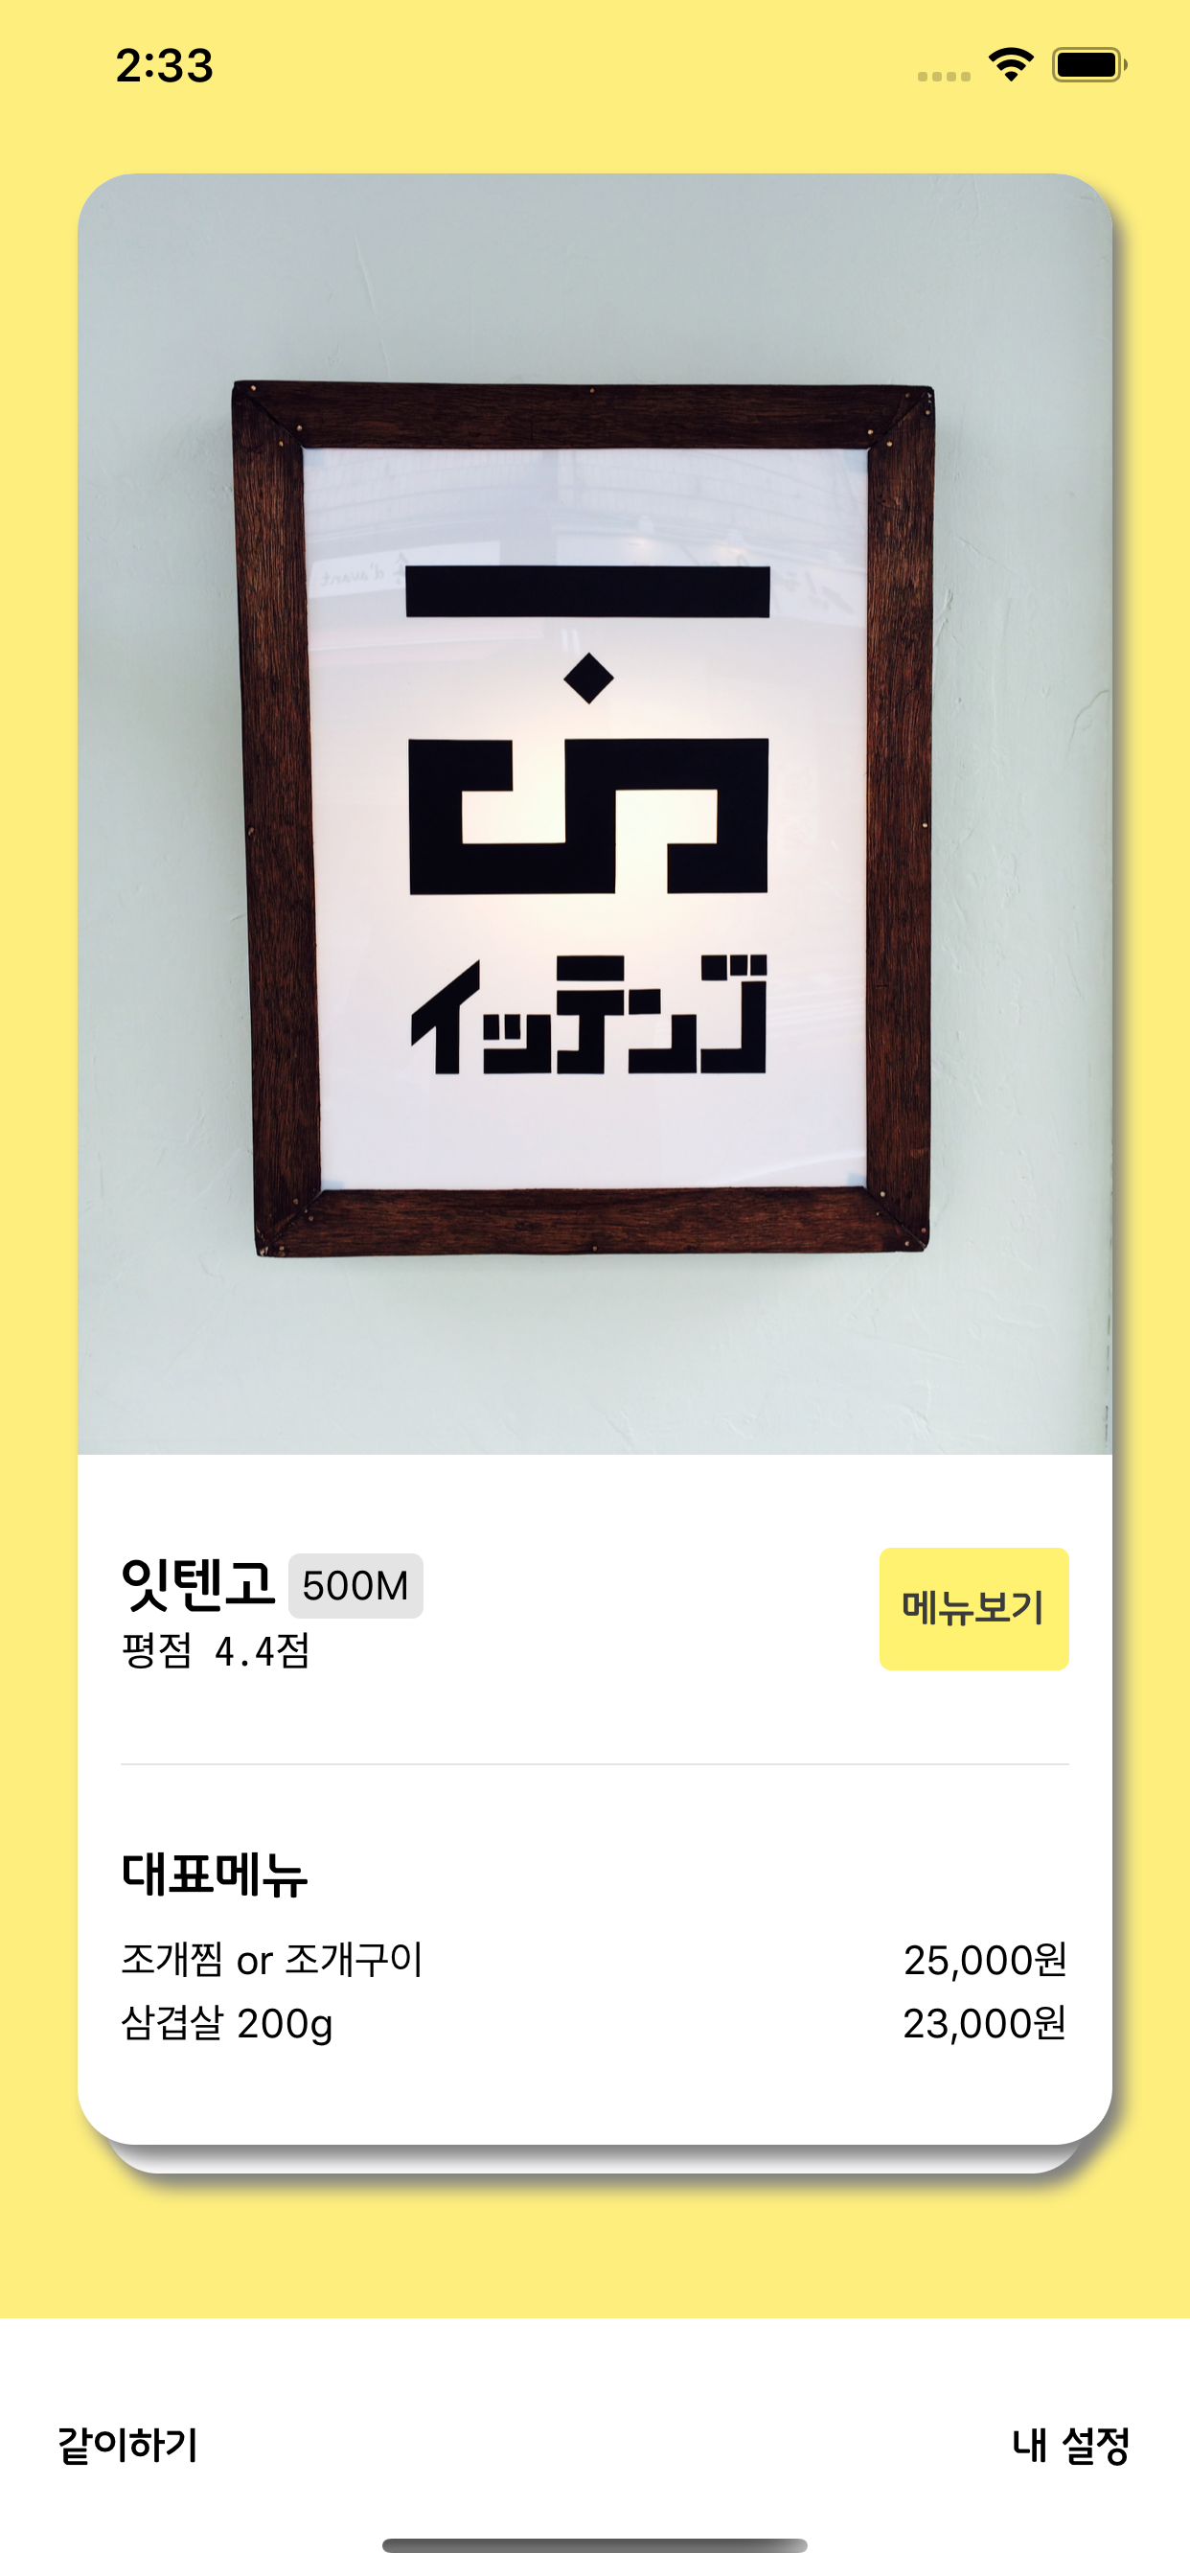 2:33
イッテンゴ
잇텐고 500M
평점 4.4점
메뉴보기
대표메뉴
조개찜 or 조개구이 25,000원
삼겹살 200g 23,000원
같이하기 내 설정